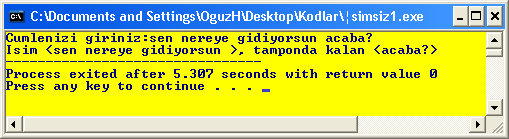 C:\Documents and Settings\OguzH\Desktop\Kodlar\¦simsiz1.exe
Cumlenizi giriniz:sen nereye gidiyorsun acaba?
Isim <sen nereye gidiyorsun >, tamponda kalan <acaba?>
--------------------------------
Process exited after 5.307 seconds with return value 0
Press any key to continue . . . _